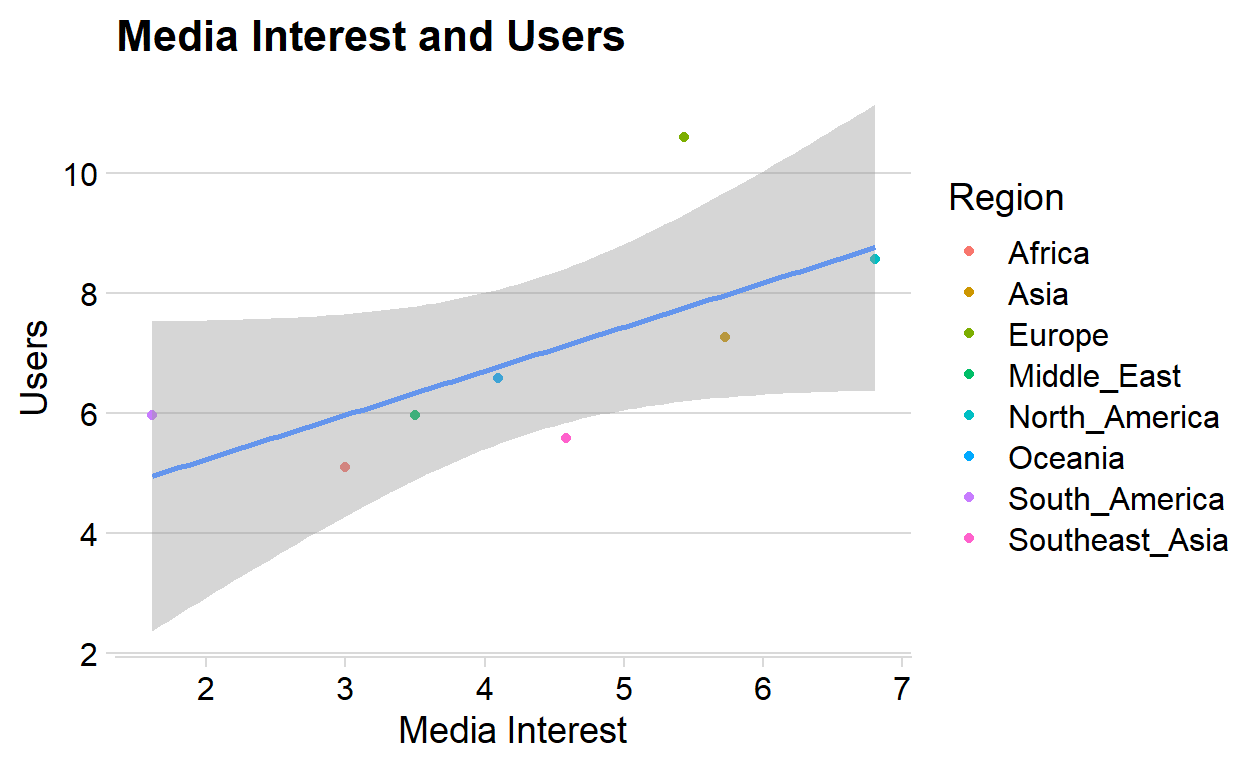 Media Interest and Users
10
8
6
4
2
Users
2 3 4 5 6 7
Media Interest
Region
Africa
Asia
Europe
Middle_East
North_America
Oceania
South_America
Southeast_Asia